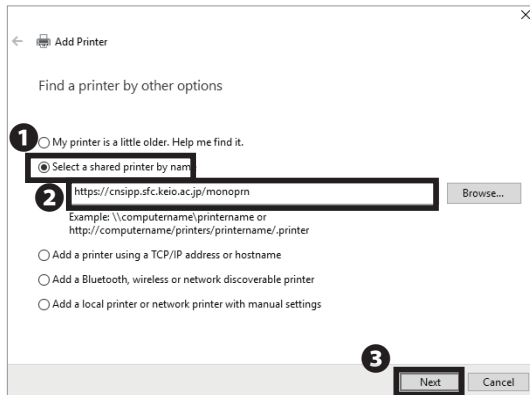 Add Printer
Find a printer by other options
❶
My printer is a little older. Help me find it.
Select a shared printer by nam
❷
https://cnsipp.sfc.keio.ac.jp/monoprn
Browse...
Example: \\computername\printername or
http://computername/printers/printername/.printer
Add a printer using a TCP/IP address or hostname
Add a Bluetooth, wireless or network discoverable printer
Add a local printer or network printer with manual settings
❸
Next
Cancel